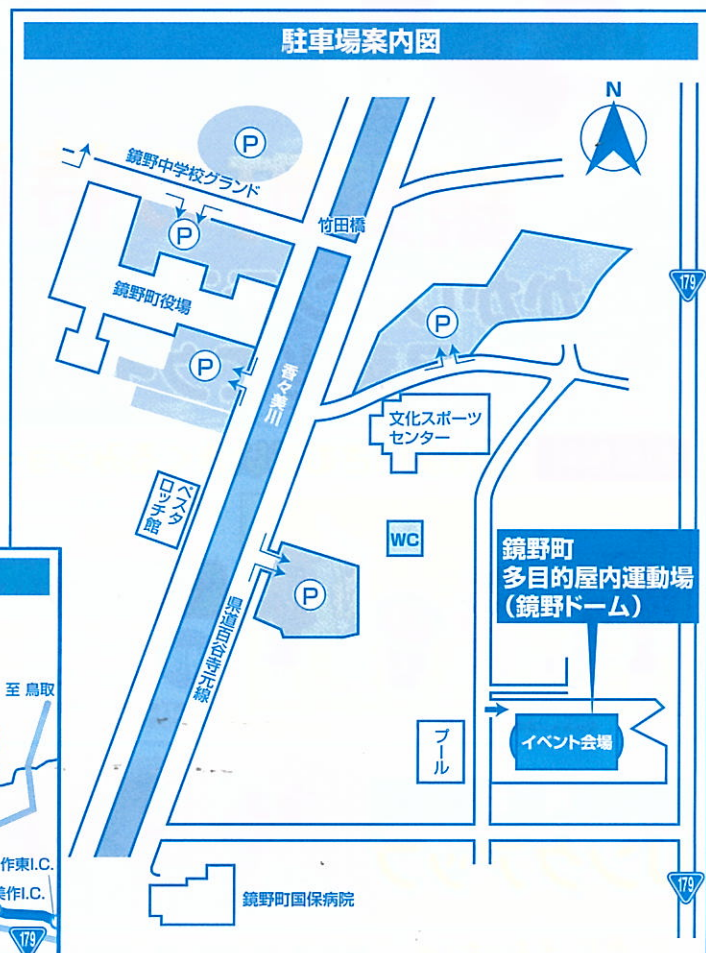 駐車場案内図
N
P
鏡野中学校グランド
P
竹田橋
179
鏡野町役場
P
P
香々美川
文化スポーツ
センター
ペスタ
ロッチ館
WC
鏡野町
多目的屋内運動場
(鏡野ドーム)
P
県道百谷寺元線
至 鳥取
プール
イベント会場
作東I.C.
美作I.C.
179
鏡野町国保病院
179